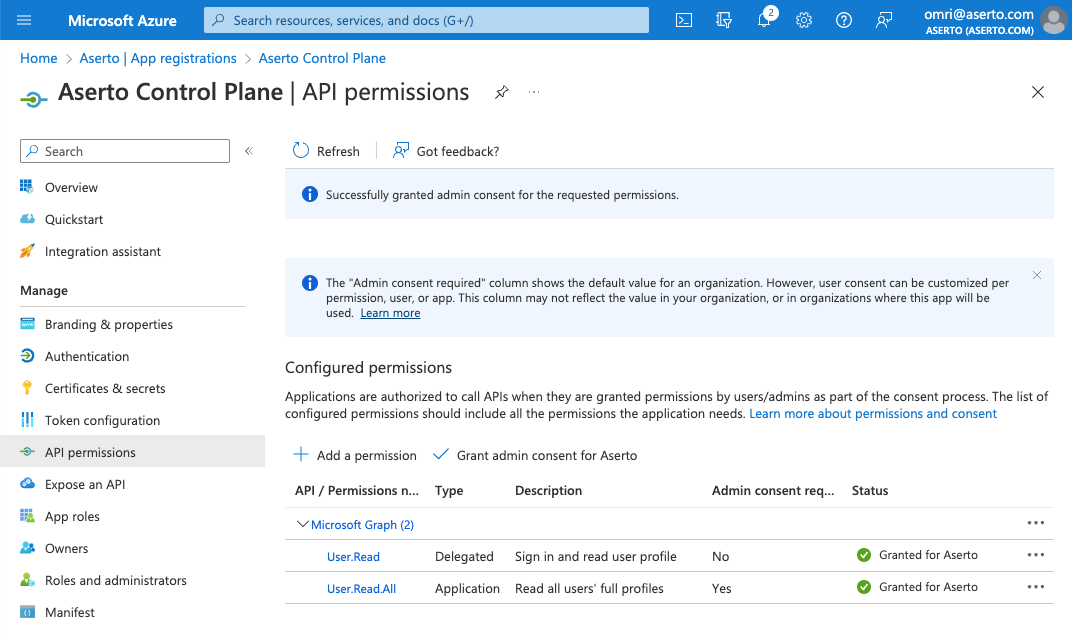 Microsoft Azure
Search resources, services, and docs (G+/)
2
omri@aserto.com
ASERTO (ASERTO.COM)
Home > Aserto | App registrations > Aserto Control Plane
Aserto Control Plane | API permissions
...
Search
«
Overview
Quickstart
Integration assistant
Manage
Branding & properties
Authentication
Certificates & secrets
Token configuration
API permissions
Expose an API
App roles
Owners
Roles and administrators
Manifest
Refresh
Got feedback?
Successfully granted admin consent for the requested permissions.
The "Admin consent required" column shows the default value for an organization. However, user consent can be customized per
permission, user, or app. This column may not reflect the value in your organization, or in organizations where this app will be
used. Learn more
Configured permissions
Applications are authorized to call APIs when they are granted permissions by users/admins as part of the consent process. The list of
configured permissions should include all the permissions the application needs. Learn more about permissions and consent
Add a permission
Grant admin consent for Aserto
API / Permissions n... Type Description Admin consent req... Status
Microsoft Graph (2) ...
User.Read Delegated Sign in and read user profile No Granted for Aserto ...
User.Read.All Application Read all users' full profiles Yes Granted for Aserto ...